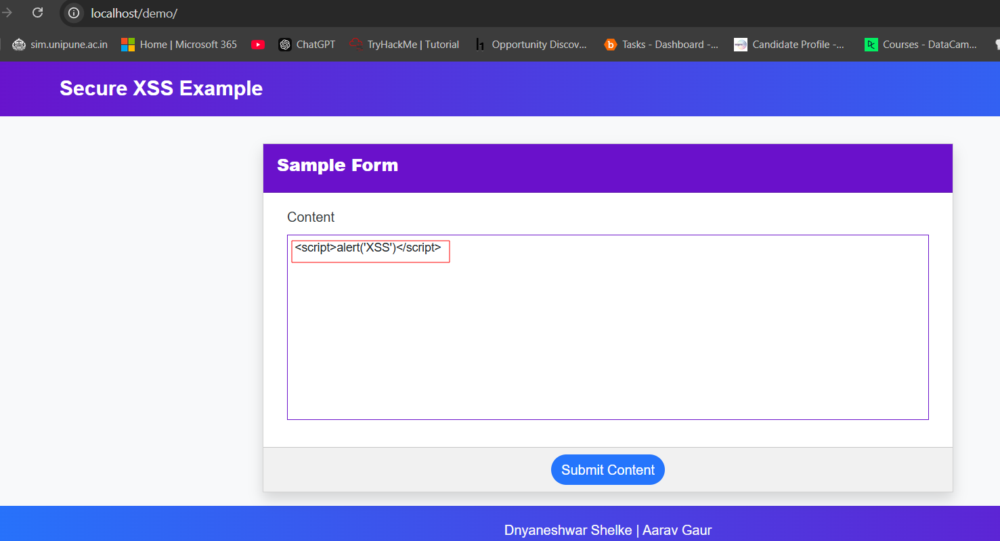 localhost/demo/
sim.unipune.ac.in Home | Microsoft 365 ChatGPT TryHackMe | Tutorial Opportunity Discov... Tasks - Dashboard -... Candidate Profile -... Courses - DataCam...
Secure XSS Example
Sample Form
Content
<script>alert('XSS')</script>
Submit Content
Dnyaneshwar Shelke | Aarav Gaur